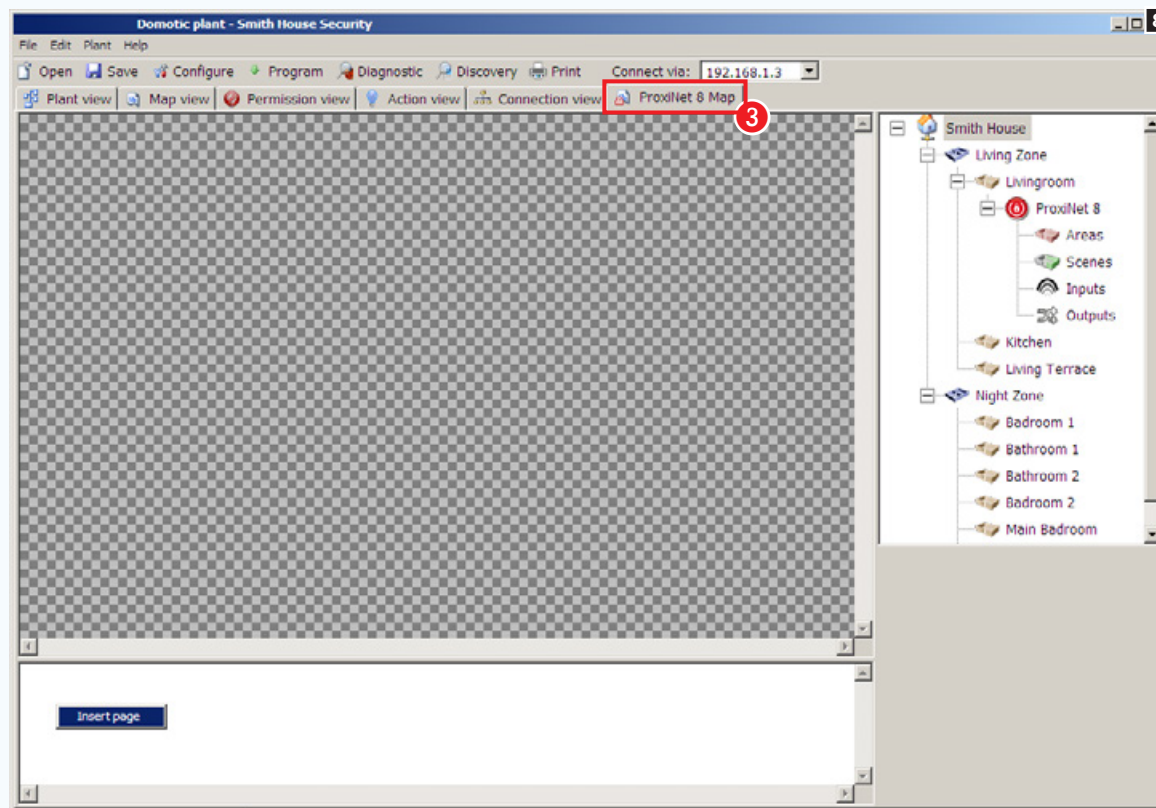 Domotic plant - Smith House Security
8
File Edit Plant Help
Open Save Configure Program Diagnostic Discovery Print Connect via: 192.168.1.3
Plant view Map view Permission view Action view Connection view ProxiNet 8 Map
3
Smith House
Living Zone
Livingroom
ProxiNet 8
Areas
Scenes
Inputs
Outputs
Kitchen
Living Terrace
Night Zone
Badroom 1
Bathroom 1
Bathroom 2
Badroom 2
Main Badroom
Insert page